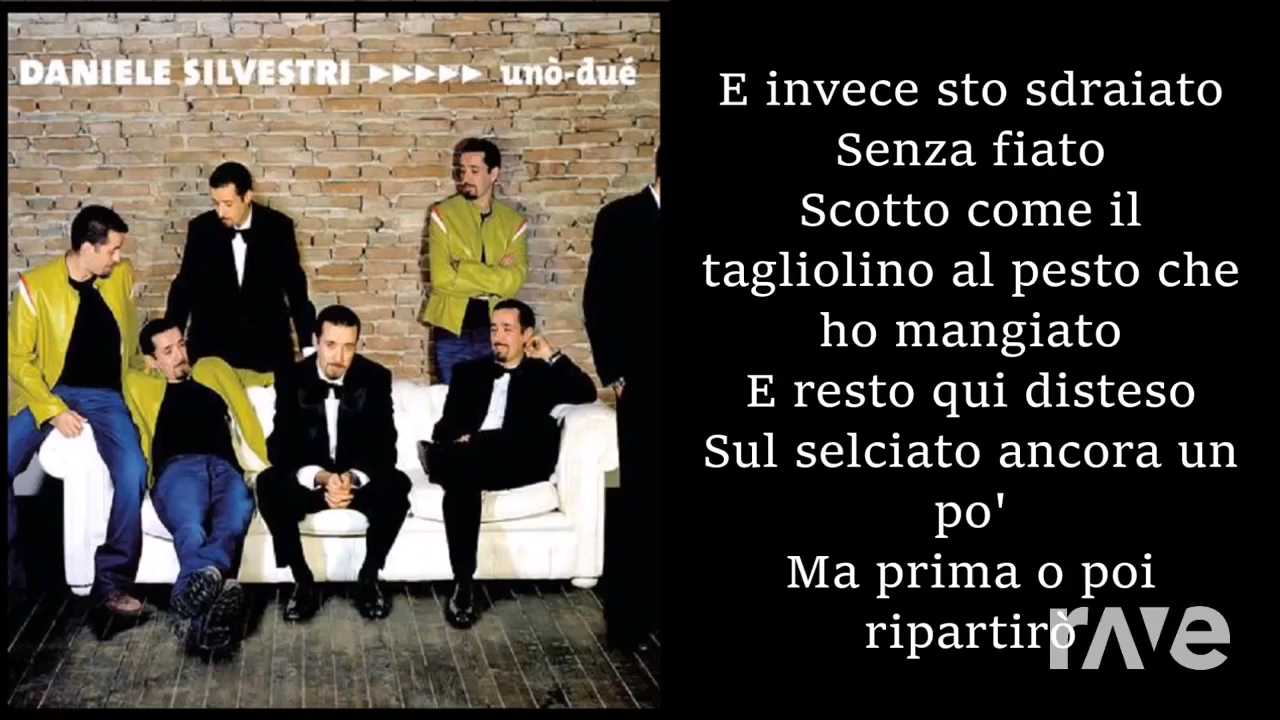 DANIELE SILVESTRI ▶▶▶▶▶ unò-dué
E invece sto sdraiato
Senza fiato
Scotto come il
tagliolino al pesto che
ho mangiato
E resto qui disteso
Sul selciato ancora un
po'
Ma prima o poi
ripartirò
rave